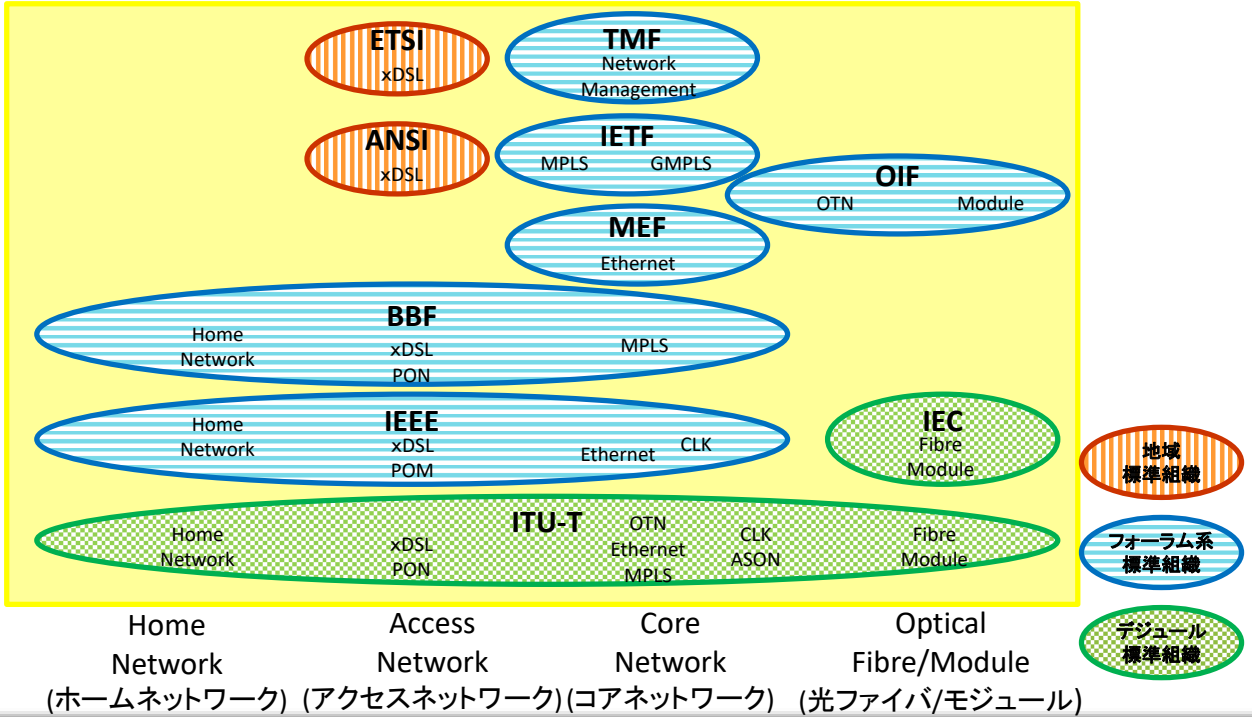 ETSI
xDSL
TMF
Network
Management
ANSI
xDSL
IETF
MPLS GMPLS
OIF
OTN Module
MEF
Ethernet
BBF
Home
Network
xDSL
PON
MPLS
IEEE
Home
Network
xDSL
POM
Ethernet
CLK
IEC
Fibre
Module
ITU-T
Home
Network
xDSL
PON
OTN
Ethernet
MPLS
CLK
ASON
Fibre
Module
地域
標準組織
フォーラム系
標準組織
デジュール
標準組織
Home
Network
(ホームネットワーク)
Access
Network
(アクセスネットワーク)
Core
Network
(コアネットワーク)
Optical
Fibre/Module
(光ファイバ/モジュール)